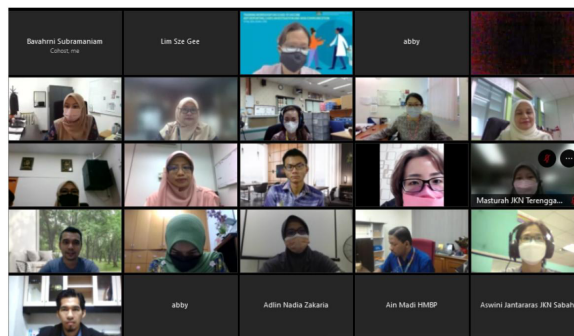 Bavahrni Subramaniam
Cohost, me
Lim Sze Gee
abby
Masturah JKN Terengga...
abby
Adlin Nadia Zakaria
Ain Madi HMBP
Aswini Jantararas JKN Sabah